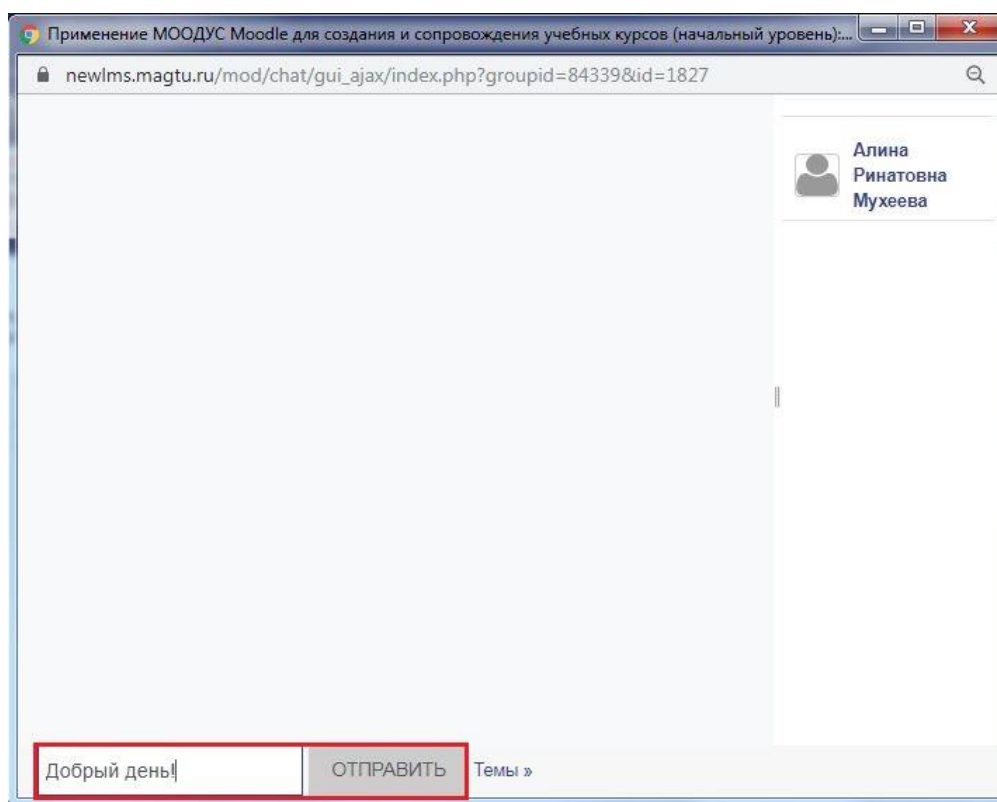 Применение МООДУС Moodle для создания и сопровождения учебных курсов (начальный уровень):...
newlms.magtu.ru/mod/chat/gui_ajax/index.php?groupid=84339&id=1827
Алина
Ринатовна
Мухеева
Добрый день! ОТПРАВИТЬ Темы »